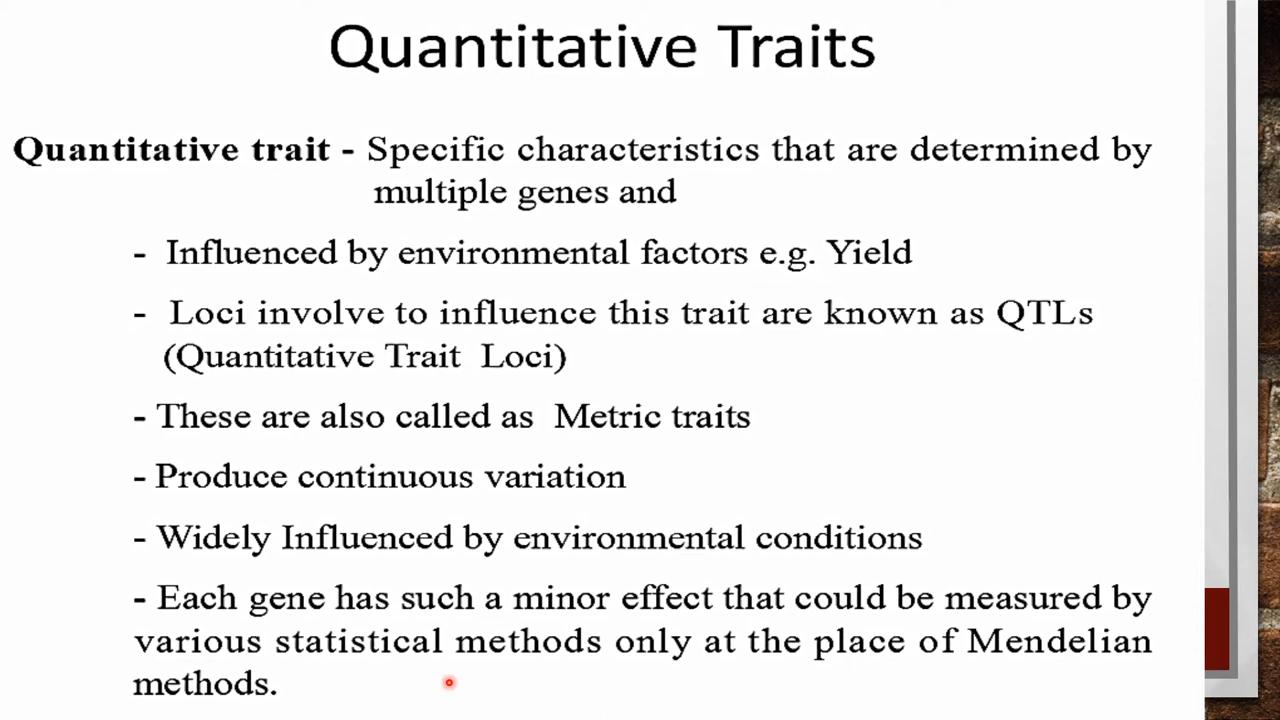 Quantitative Traits
Quantitative trait - Specific characteristics that are determined by
multiple genes and
- Influenced by environmental factors e.g. Yield
- Loci involve to influence this trait are known as QTLs
(Quantitative Trait Loci)
- These are also called as Metric traits
- Produce continuous variation
- Widely Influenced by environmental conditions
- Each gene has such a minor effect that could be measured by
various statistical methods only at the place of Mendelian
methods.